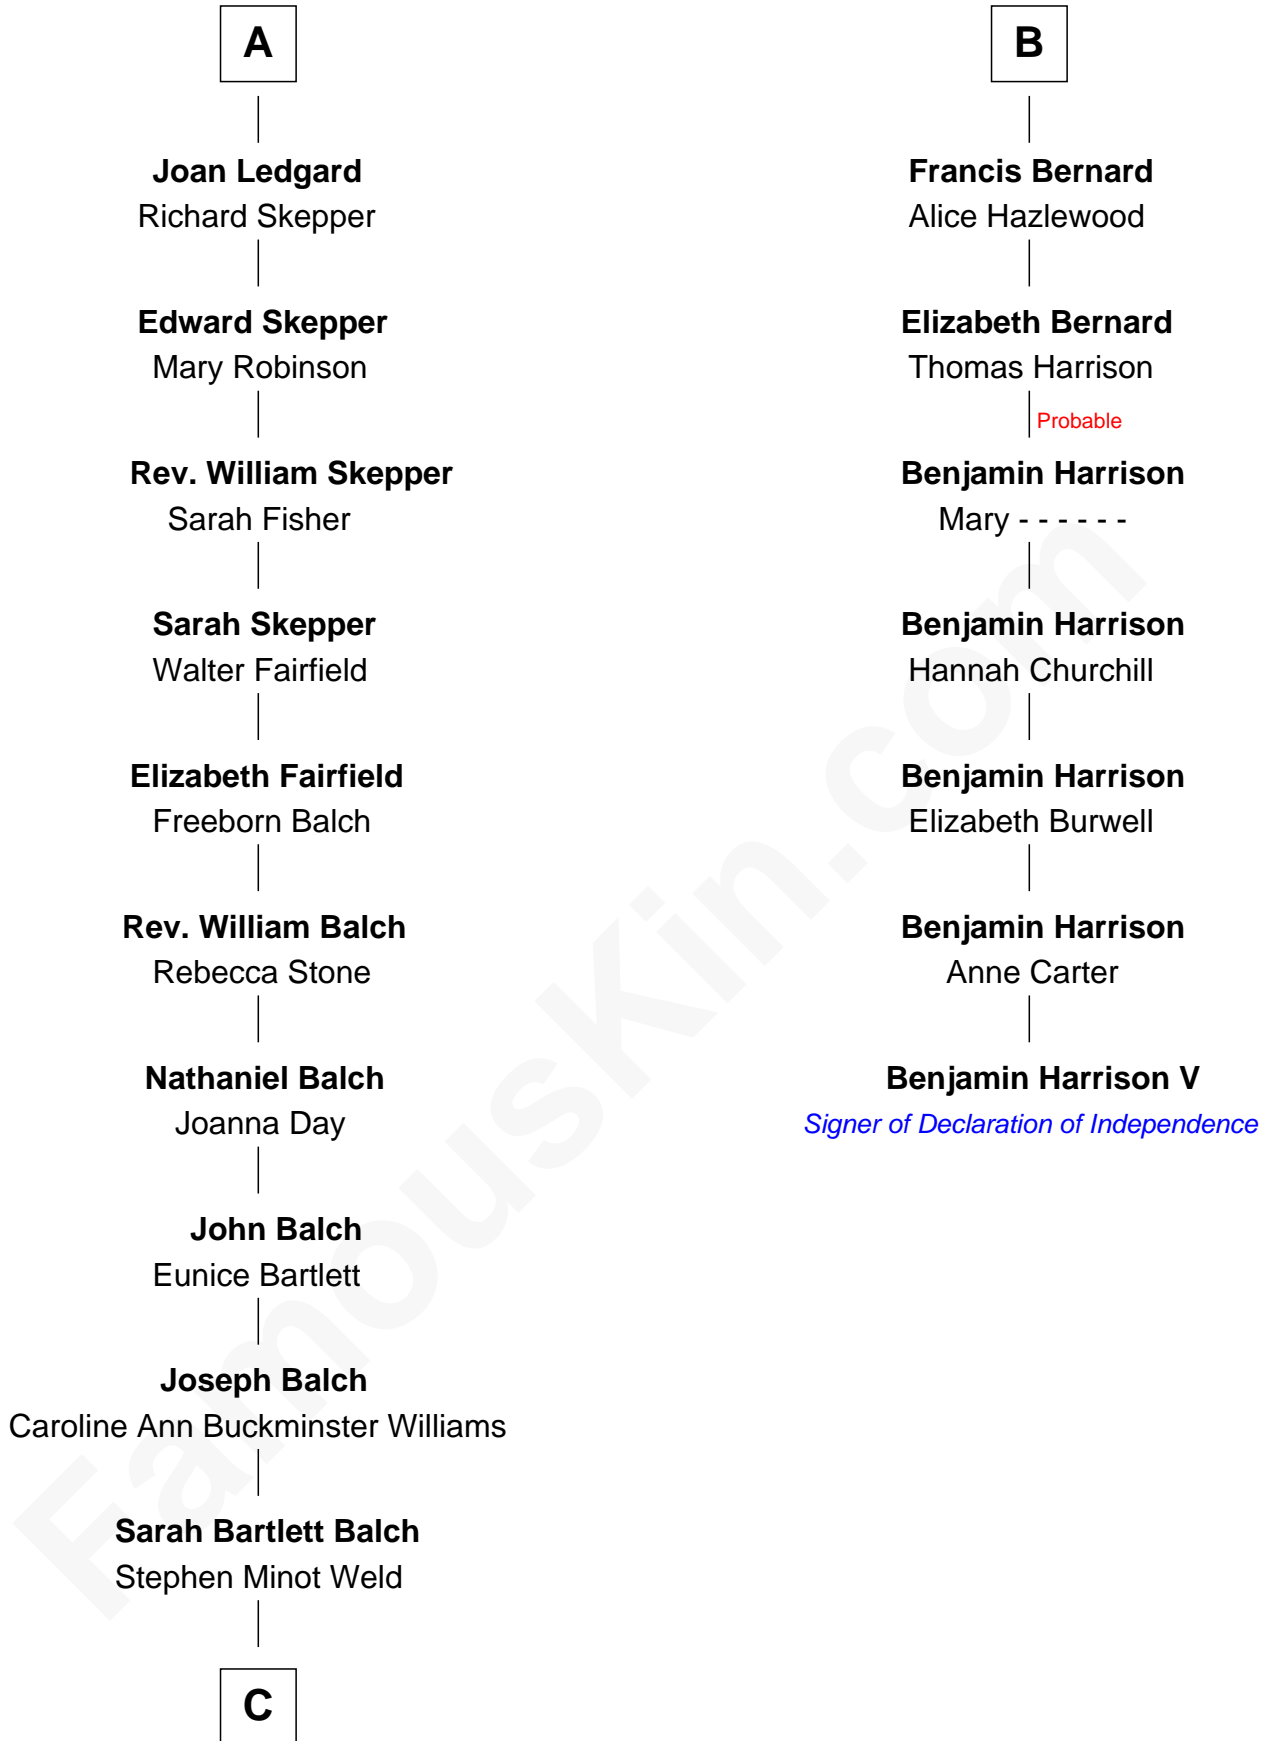 A
Joan Ledgard
Richard Skepper
Edward Skepper
Mary Robinson
Rev. William Skepper
Sarah Fisher
Sarah Skepper
Walter Fairfield
Elizabeth Fairfield
Freeborn Balch
Rev. William Balch
Rebecca Stone
Nathaniel Balch
Joanna Day
John Balch
Eunice Bartlett
Joseph Balch
Caroline Ann Buckminster Williams
Sarah Bartlett Balch
Stephen Minot Weld
C
B
Francis Bernard
Alice Hazlewood
Elizabeth Bernard
Thomas Harrison
Probable
Benjamin Harrison
Mary - - - - - -
Benjamin Harrison
Hannah Churchill
Benjamin Harrison
Elizabeth Burwell
Benjamin Harrison
Anne Carter
Benjamin Harrison V
Signer of Declaration of Independence
FamousKin.com